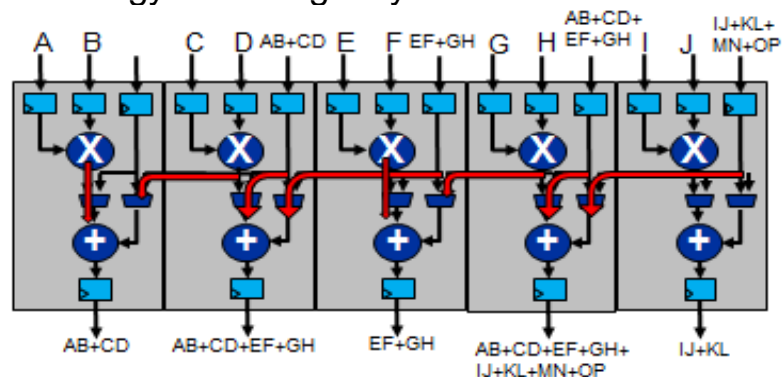 A B C D AB+CD E F EF+GH G H AB+CD+
EF+GH I J IJ+KL+
MN+OP
X X X X X
+ + + + +
AB+CD
AB+CD+EF+GH
EF+GH
AB+CD+EF+GH+
IJ+KL+MN+OP
IJ+KL